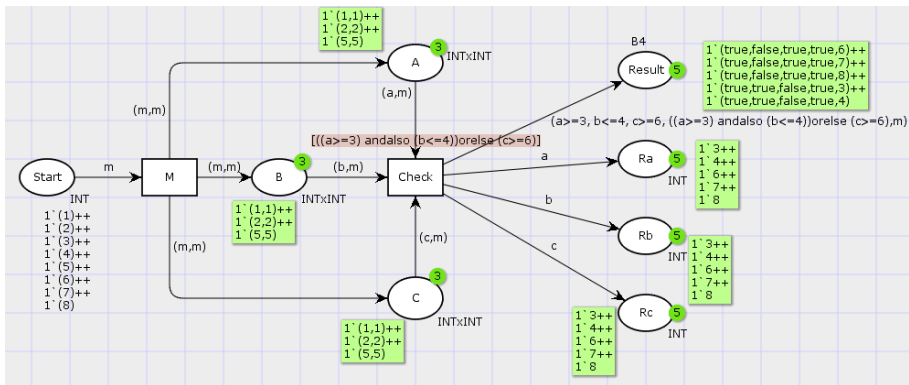 1`(1,1)++
1`(2,2)++
1`(5,5)
3
A
INTxINT
B4
Result
5
1`(true,false,true,true,6)++
1`(true,false,true,true,7)++
1`(true,false,true,true,8)++
1`(true,true,false,true,3)++
1`(true,true,false,true,4)
(m,m)
(a,m)
(a>=3, b<=4, c>=6, ((a>=3) andalso (b<=4))orelse (c>=6),m)
[((a>=3) andalso (b<=4))orelse (c>=6)]
Start
m
M
(m,m)
B
3
(b,m)
Check
a
Ra
5
INT
1`3++
1`4++
1`6++
1`7++
1`8
INT
INTxINT
1`(1)++
1`(2)++
1`(3)++
1`(4)++
1`(5)++
1`(6)++
1`(7)++
1`(8)
1`(1,1)++
1`(2,2)++
1`(5,5)
b
Rb
5
INT
1`3++
1`4++
1`6++
1`7++
1`8
(m,m)
(c,m)
c
C
3
INTxINT
1`(1,1)++
1`(2,2)++
1`(5,5)
Rc
5
INT
1`3++
1`4++
1`6++
1`7++
1`8